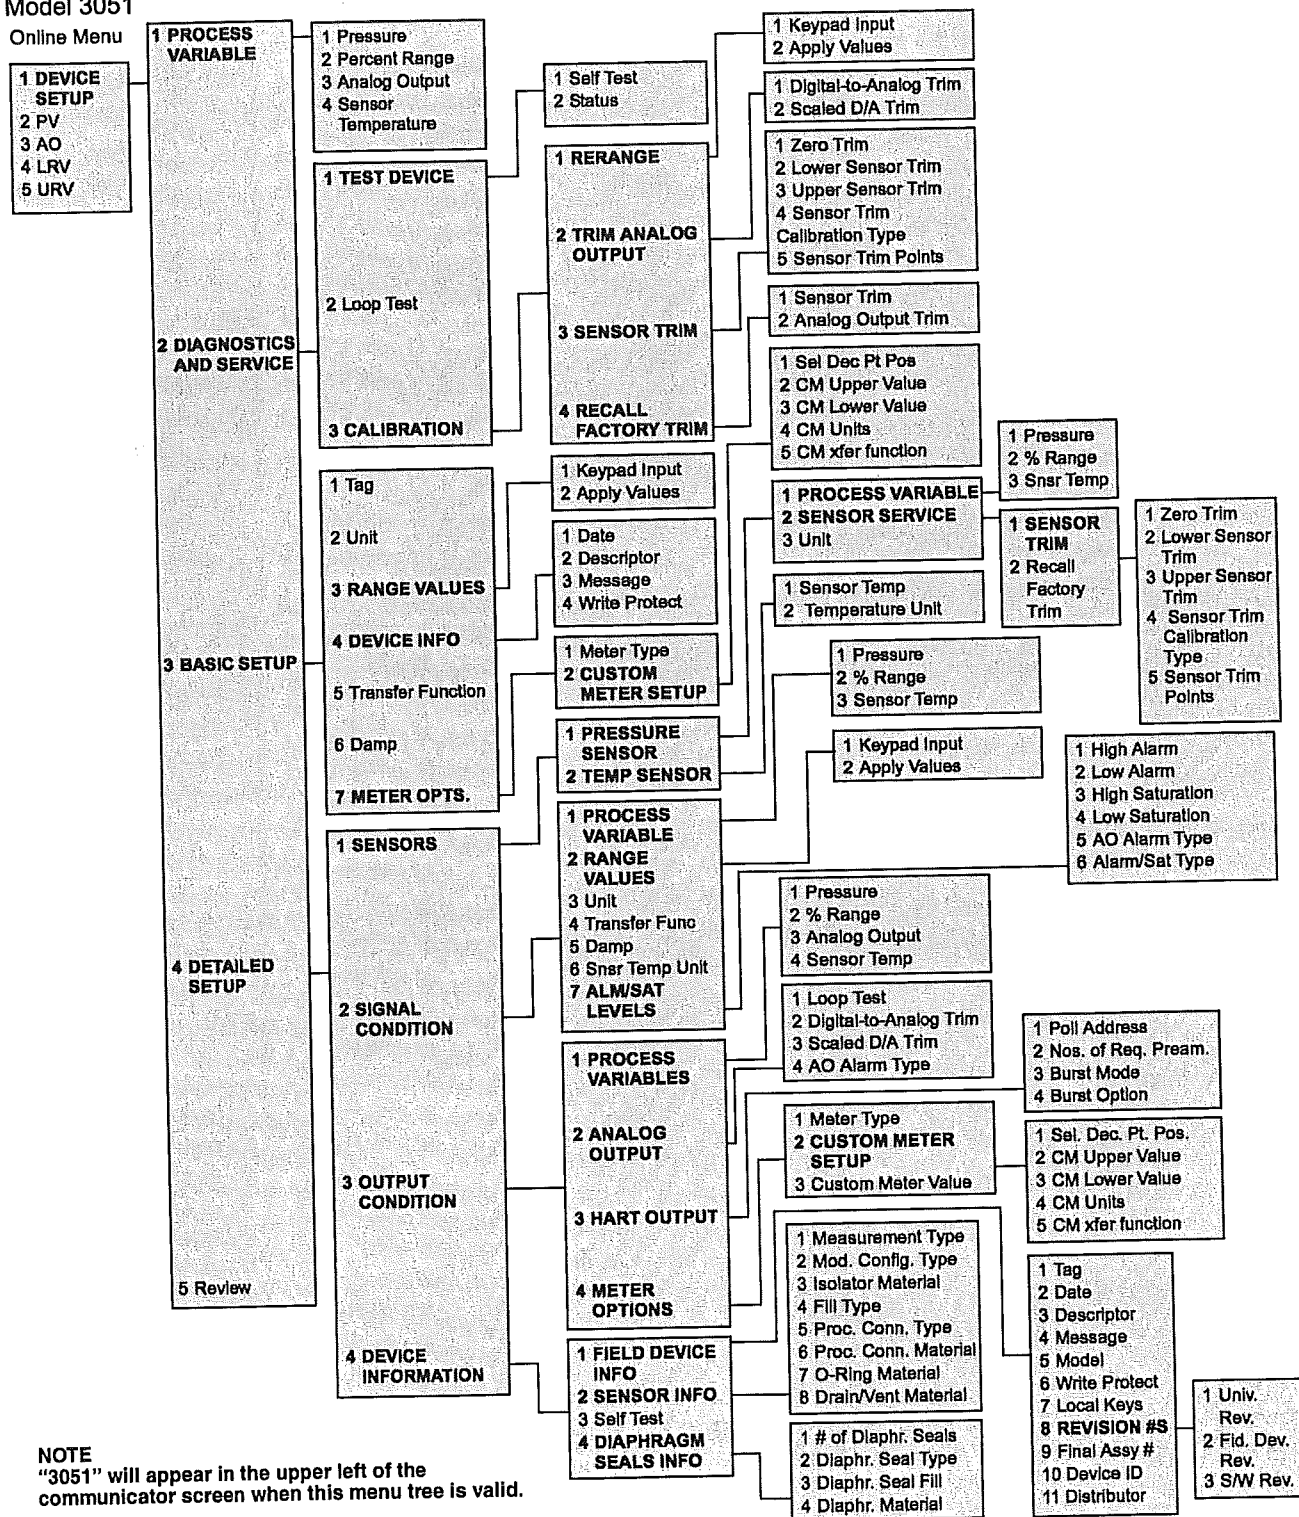 Model 3051
Online Menu
1 DEVICE
SETUP
2 PV
3 AO
4 LRV
5 URV
1 PROCESS
VARIABLE
2 DIAGNOSTICS
AND SERVICE
3 BASIC SETUP
4 DETAILED
SETUP
5 Review
1 Pressure
2 Percent Range
3 Analog Output
4 Sensor
Temperature
1 TEST DEVICE
2 Loop Test
3 CALIBRATION
1 Self Test
2 Status
1 RERANGE
2 TRIM ANALOG
OUTPUT
3 SENSOR TRIM
4 RECALL
FACTORY TRIM
1 Keypad Input
2 Apply Values
1 Digital-to-Analog Trim
2 Scaled D/A Trim
1 Zero Trim
2 Lower Sensor Trim
3 Upper Sensor Trim
4 Sensor Trim
Calibration Type
5 Sensor Trim Points
1 Sensor Trim
2 Analog Output Trim
1 Tag
2 Unit
3 RANGE VALUES
4 DEVICE INFO
5 Transfer Function
6 Damp
7 METER OPTS.
1 Keypad Input
2 Apply Values
1 Date
2 Descriptor
3 Message
4 Write Protect
1 Meter Type
2 CUSTOM
METER SETUP
1 Sel Dec Pt Pos
2 CM Upper Value
3 CM Lower Value
4 CM Units
5 CM xfer function
1 SENSORS
2 SIGNAL
CONDITION
3 OUTPUT
CONDITION
4 DEVICE
INFORMATION
1 PRESSURE
SENSOR
2 TEMP SENSOR
1 PROCESS VARIABLE
2 SENSOR SERVICE
3 Unit
1 Pressure
2 % Range
3 Snsr Temp
1 SENSOR
TRIM
2 Recall
Factory
Trim
1 Zero Trim
2 Lower Sensor
Trim
3 Upper Sensor
Trim
4 Sensor Trim
Calibration
Type
5 Sensor Trim
Points
1 Sensor Temp
2 Temperature Unit
1 PROCESS
VARIABLE
2 RANGE
VALUES
3 Unit
4 Transfer Func
5 Damp
6 Snsr Temp Unit
7 ALM/SAT
LEVELS
1 Pressure
2 % Range
3 Sensor Temp
1 Keypad Input
2 Apply Values
1 High Alarm
2 Low Alarm
3 High Saturation
4 Low Saturation
5 AO Alarm Type
6 Alarm/Sat Type
1 PROCESS
VARIABLES
2 ANALOG
OUTPUT
3 HART OUTPUT
4 METER
OPTIONS
1 Pressure
2 % Range
3 Analog Output
4 Sensor Temp
1 Loop Test
2 Digital-to-Analog Trim
3 Scaled D/A Trim
4 AO Alarm Type
1 Poll Address
2 Nos. of Req. Pream.
3 Burst Mode
4 Burst Option
1 Meter Type
2 CUSTOM METER
SETUP
3 Custom Meter Value
1 Sel. Dec. Pt. Pos.
2 CM Upper Value
3 CM Lower Value
4 CM Units
5 CM xfer function
1 FIELD DEVICE
INFO
2 SENSOR INFO
3 Self Test
4 DIAPHRAGM
SEALS INFO
1 Measurement Type
2 Mod. Config. Type
3 Isolator Material
4 Fill Type
5 Proc. Conn. Type
6 Proc. Conn. Material
7 O-Ring Material
8 Drain/Vent Material
1 # of Diaphr. Seals
2 Diaphr. Seal Type
3 Diaphr. Seal Fill
4 Diaphr. Material
1 Tag
2 Date
3 Descriptor
4 Message
5 Model
6 Write Protect
7 Local Keys
8 REVISION #S
9 Final Assy #
10 Device ID
11 Distributor
1 Univ.
Rev.
2 Fld. Dev.
Rev.
3 S/W Rev.
NOTE
"3051" will appear in the upper left of the
communicator screen when this menu tree is valid.